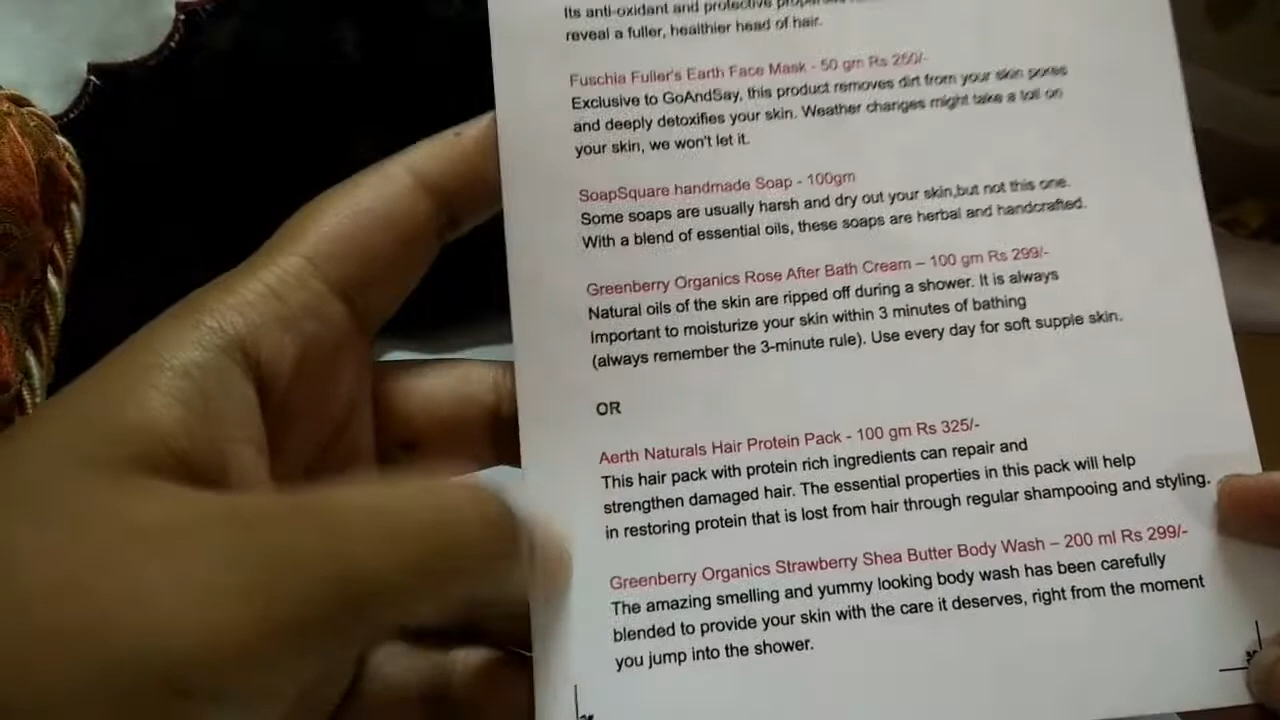 Its anti-oxidant and protective
reveal a fuller, healthier head of hair.
Fuschia Fuller's Earth Face Mask - 50 gm Rs 250/-
Exclusive to GoAndSay, this product removes dirt from your skin pores
and deeply detoxifies your skin. Weather changes might take a toll on
your skin, we won't let it.
SoapSquare handmade Soap - 100gm
Some soaps are usually harsh and dry out your skin,but not this one.
With a blend of essential oils, these soaps are herbal and handcrafted.
Greenberry Organics Rose After Bath Cream – 100 gm Rs 299/-
Natural oils of the skin are ripped off during a shower. It is always
Important to moisturize your skin within 3 minutes of bathing
(always remember the 3-minute rule). Use every day for soft supple skin.
OR
Aerth Naturals Hair Protein Pack - 100 gm Rs 325/-
This hair pack with protein rich ingredients can repair and
strengthen damaged hair. The essential properties in this pack will help
in restoring protein that is lost from hair through regular shampooing and styling.
Greenberry Organics Strawberry Shea Butter Body Wash – 200 ml Rs 299/-
The amazing smelling and yummy looking body wash has been carefully
blended to provide your skin with the care it deserves, right from the moment
you jump into the shower.